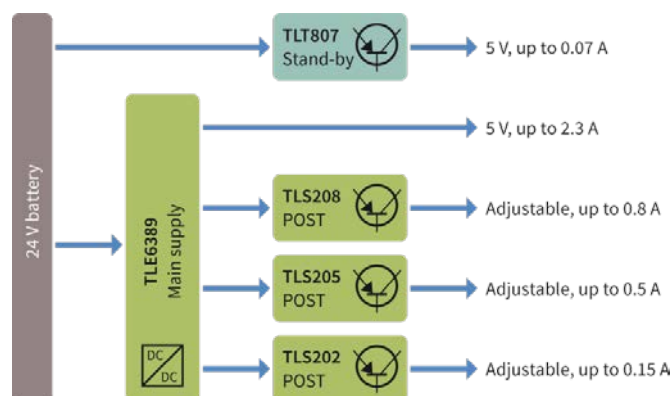 TLT807
Stand-by
5 V, up to 0.07 A
24 V battery
TLE6389
Main supply
5 V, up to 2.3 A
TLS208
POST
Adjustable, up to 0.8 A
TLS205
POST
Adjustable, up to 0.5 A
DC
DC
TLS202
POST
Adjustable, up to 0.15 A